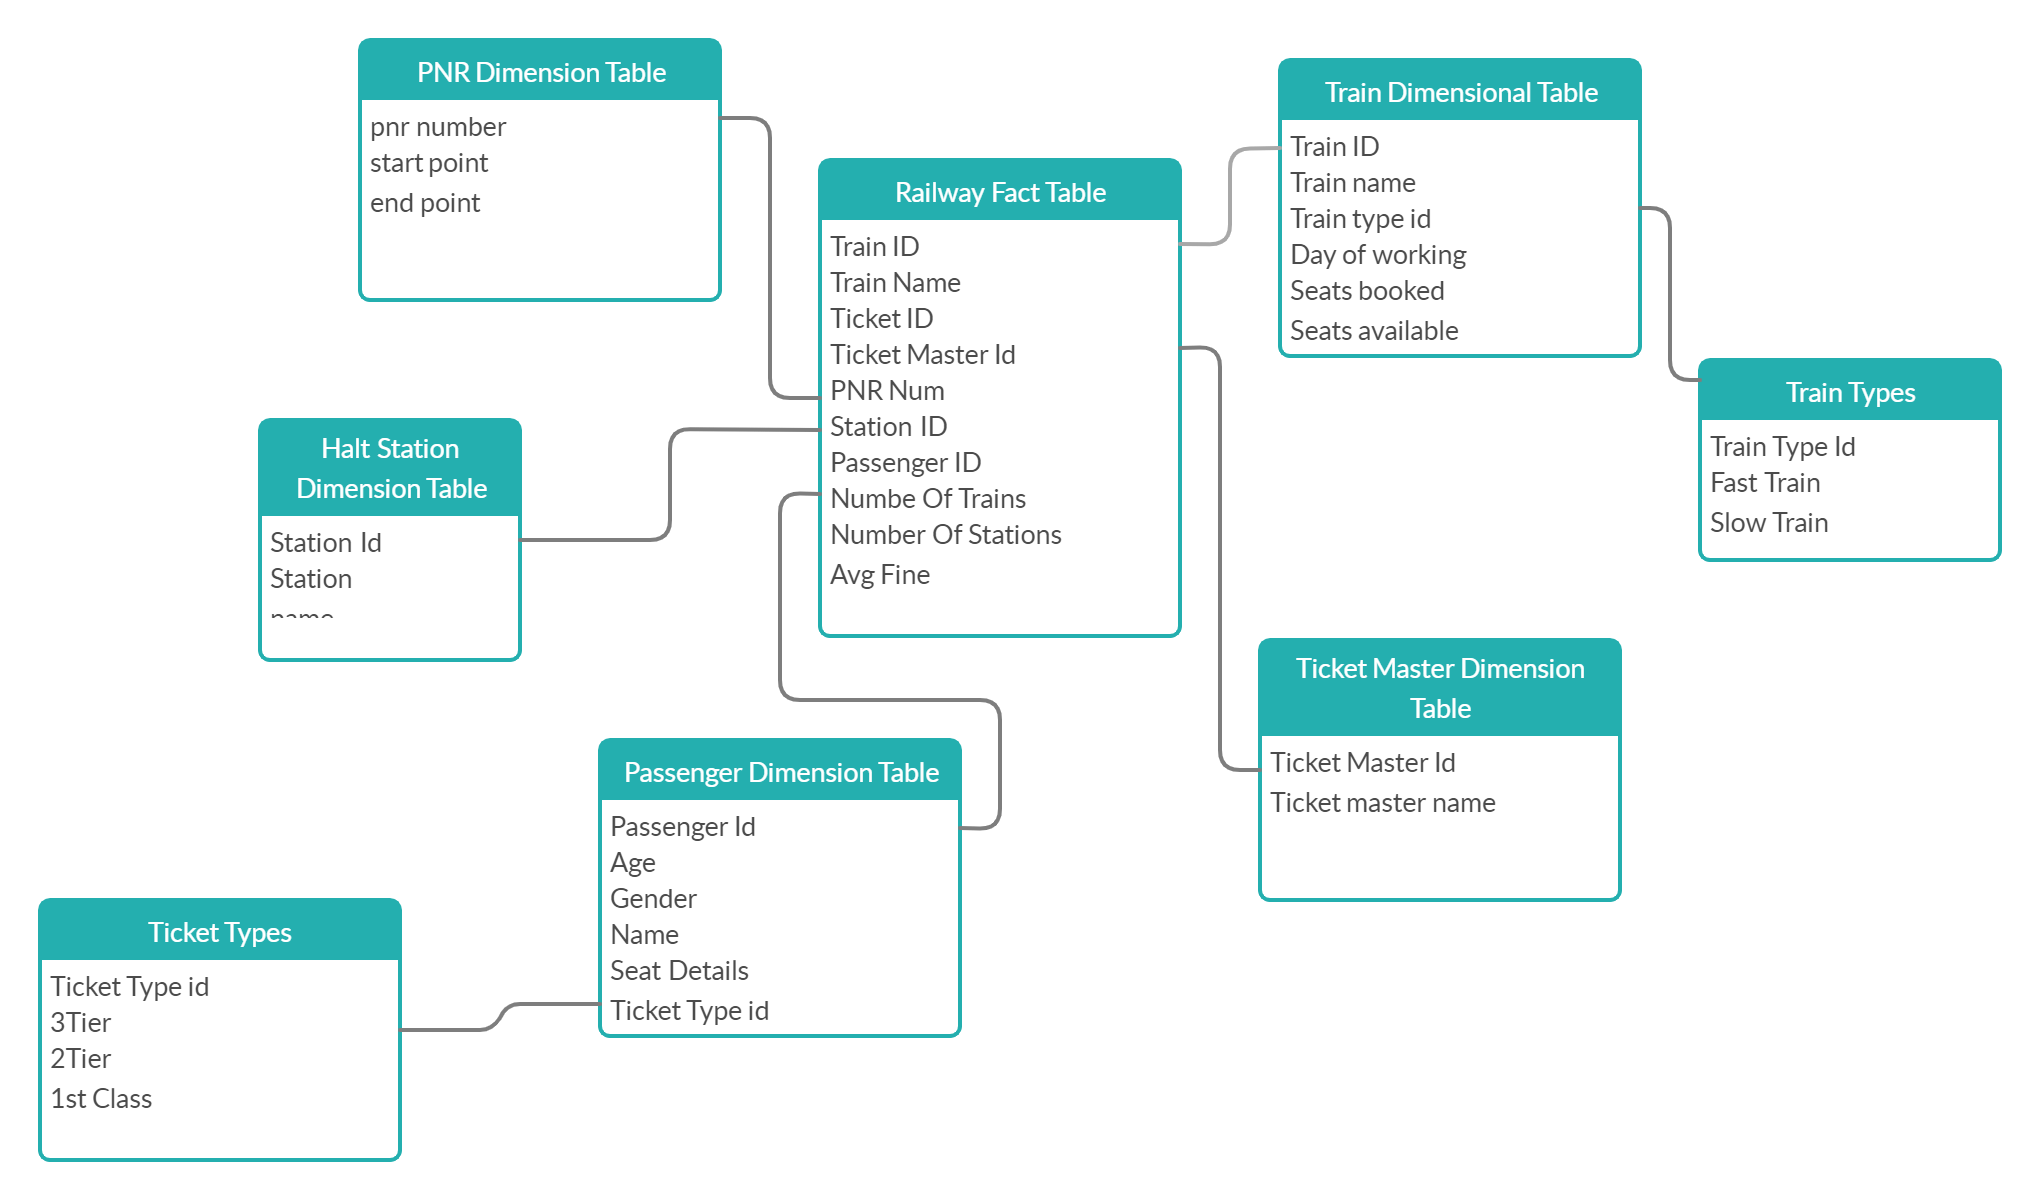 PNR Dimension Table
pnr number
start point
end point
Train Dimensional Table
Train ID
Train name
Train type id
Day of working
Seats booked
Seats available
Railway Fact Table
Train ID
Train Name
Ticket ID
Ticket Master Id
PNR Num
Station ID
Passenger ID
Numbe Of Trains
Number Of Stations
Avg Fine
Train Types
Train Type Id
Fast Train
Slow Train
Halt Station
Dimension Table
Station Id
Station
name
Ticket Master Dimension
Table
Ticket Master Id
Ticket master name
Passenger Dimension Table
Passenger Id
Age
Gender
Name
Seat Details
Ticket Type id
Ticket Types
Ticket Type id
3Tier
2Tier
1st Class